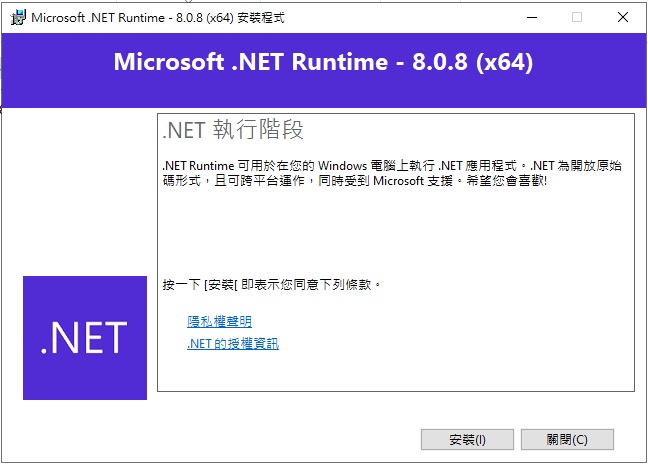 Microsoft .NET Runtime - 8.0.8 (x64) 安裝程式
Microsoft .NET Runtime - 8.0.8 (x64)
.NET 執行階段
.NET Runtime 可用於在您的 Windows 電腦上執行 .NET 應用程式。.NET 為開放原始
碼形式，且可跨平台運作，同時受到 Microsoft 支援。希望您會喜歡!
按一下 [安裝[ 即表示您同意下列條款。
.NET
隱私權聲明
.NET 的授權資訊
安裝(I)
關閉(C)